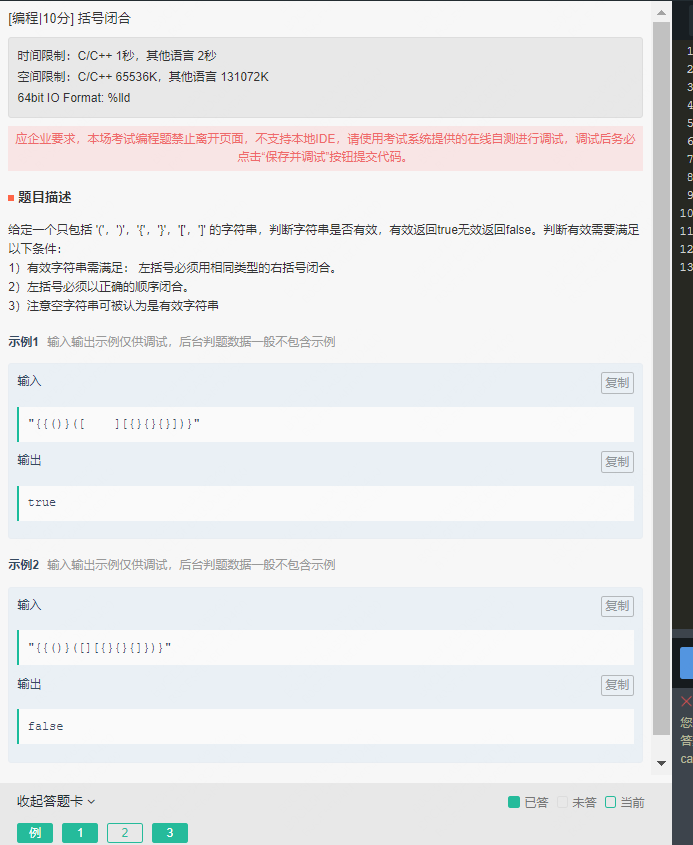 [编程|10分] 括号闭合
时间限制：C/C++ 1秒，其他语言 2秒
空间限制：C/C++ 65536K，其他语言 131072K
64bit IO Format: %lld
应企业要求，本场考试编程题禁止离开页面，不支持本地IDE，请使用考试系统提供的在线自测进行调试，调试后务必
点击“保存并调试”按钮提交代码。
题目描述
给定一个只包括 '('，')'，'{'，'}'，'['，']' 的字符串，判断字符串是否有效，有效返回true无效返回false。判断有效需要满足
以下条件：
1）有效字符串需满足： 左括号必须用相同类型的右括号闭合。
2）左括号必须以正确的顺序闭合。
3）注意空字符串可被认为是有效字符串
示例1 输入输出示例仅供调试，后台判题数据一般不包含示例
输入 复制
"{{()}([    ][{}{}{}])}"
输出 复制
true
示例2 输入输出示例仅供调试，后台判题数据一般不包含示例
输入 复制
"{{()}([][{}{}{]})}"
输出 复制
false
收起答题卡 已答 未答 当前
例 1 2 3
1
2
3
4
5
6
7
8
9
10
11
12
13
您
答
ca